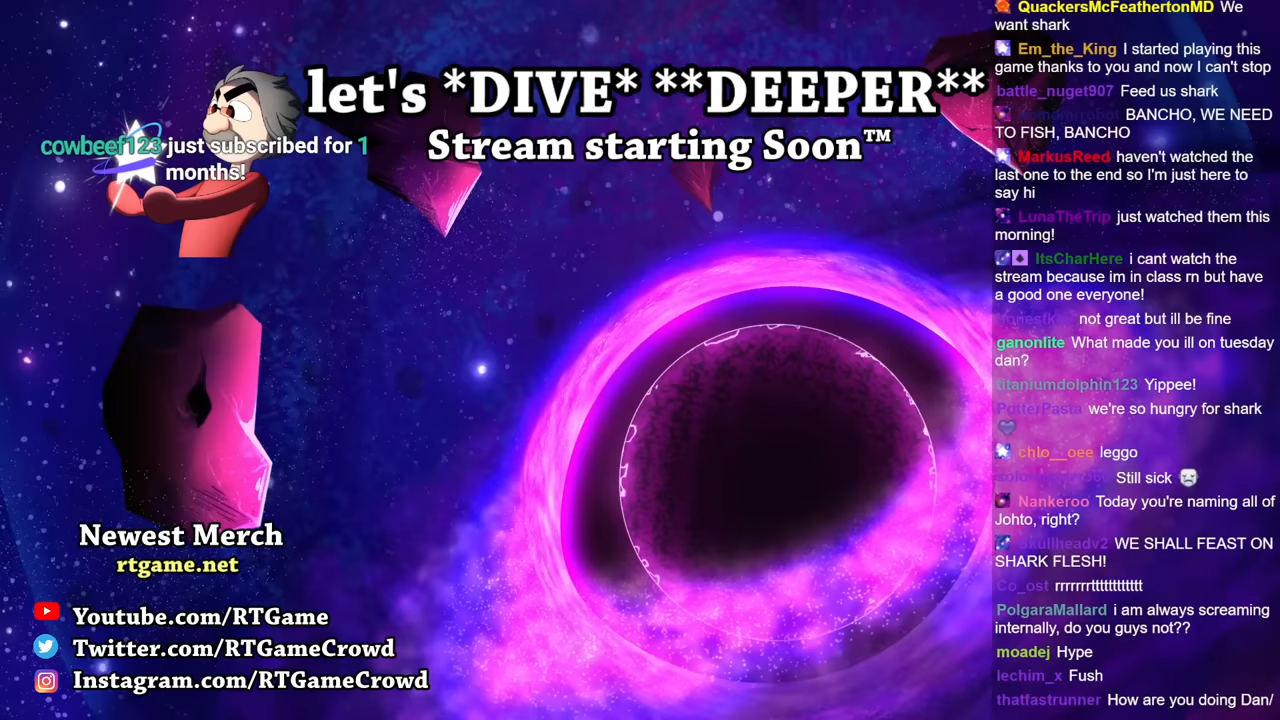 let's *DIVE* **DEEPER**
Stream starting Soon™
cowbeef123 just subscribed for 1
months!
Newest Merch
rtgame.net
Youtube.com/RTGame
Twitter.com/RTGameCrowd
Instagram.com/RTGameCrowd
QuackersMcFeathertonMD We
want shark
Em_the_King I started playing this
game thanks to you and now I can't stop
battle_nuget907 Feed us shark
BANCHO, WE NEED
TO FISH, BANCHO
MarkusReed haven't watched the
last one to the end so I'm just here to
say hi
LunaTheTrip just watched them this
morning!
ItsCharHere i cant watch the
stream because im in class rn but have
a good one everyone!
not great but ill be fine
ganonlite What made you ill on tuesday
dan?
titaniumdolphin123 Yippee!
PotterPasta we're so hungry for shark
chlo__oee leggo
Still sick
Nankeroo Today you're naming all of
Johto, right?
skullheadv2 WE SHALL FEAST ON
SHARK FLESH!
Co_ost rrrrrrrtttttttttttt
PolgaraMallard i am always screaming
internally, do you guys not??
moadej Hype
lechim_x Fush
thatfastrunner How are you doing Dan/